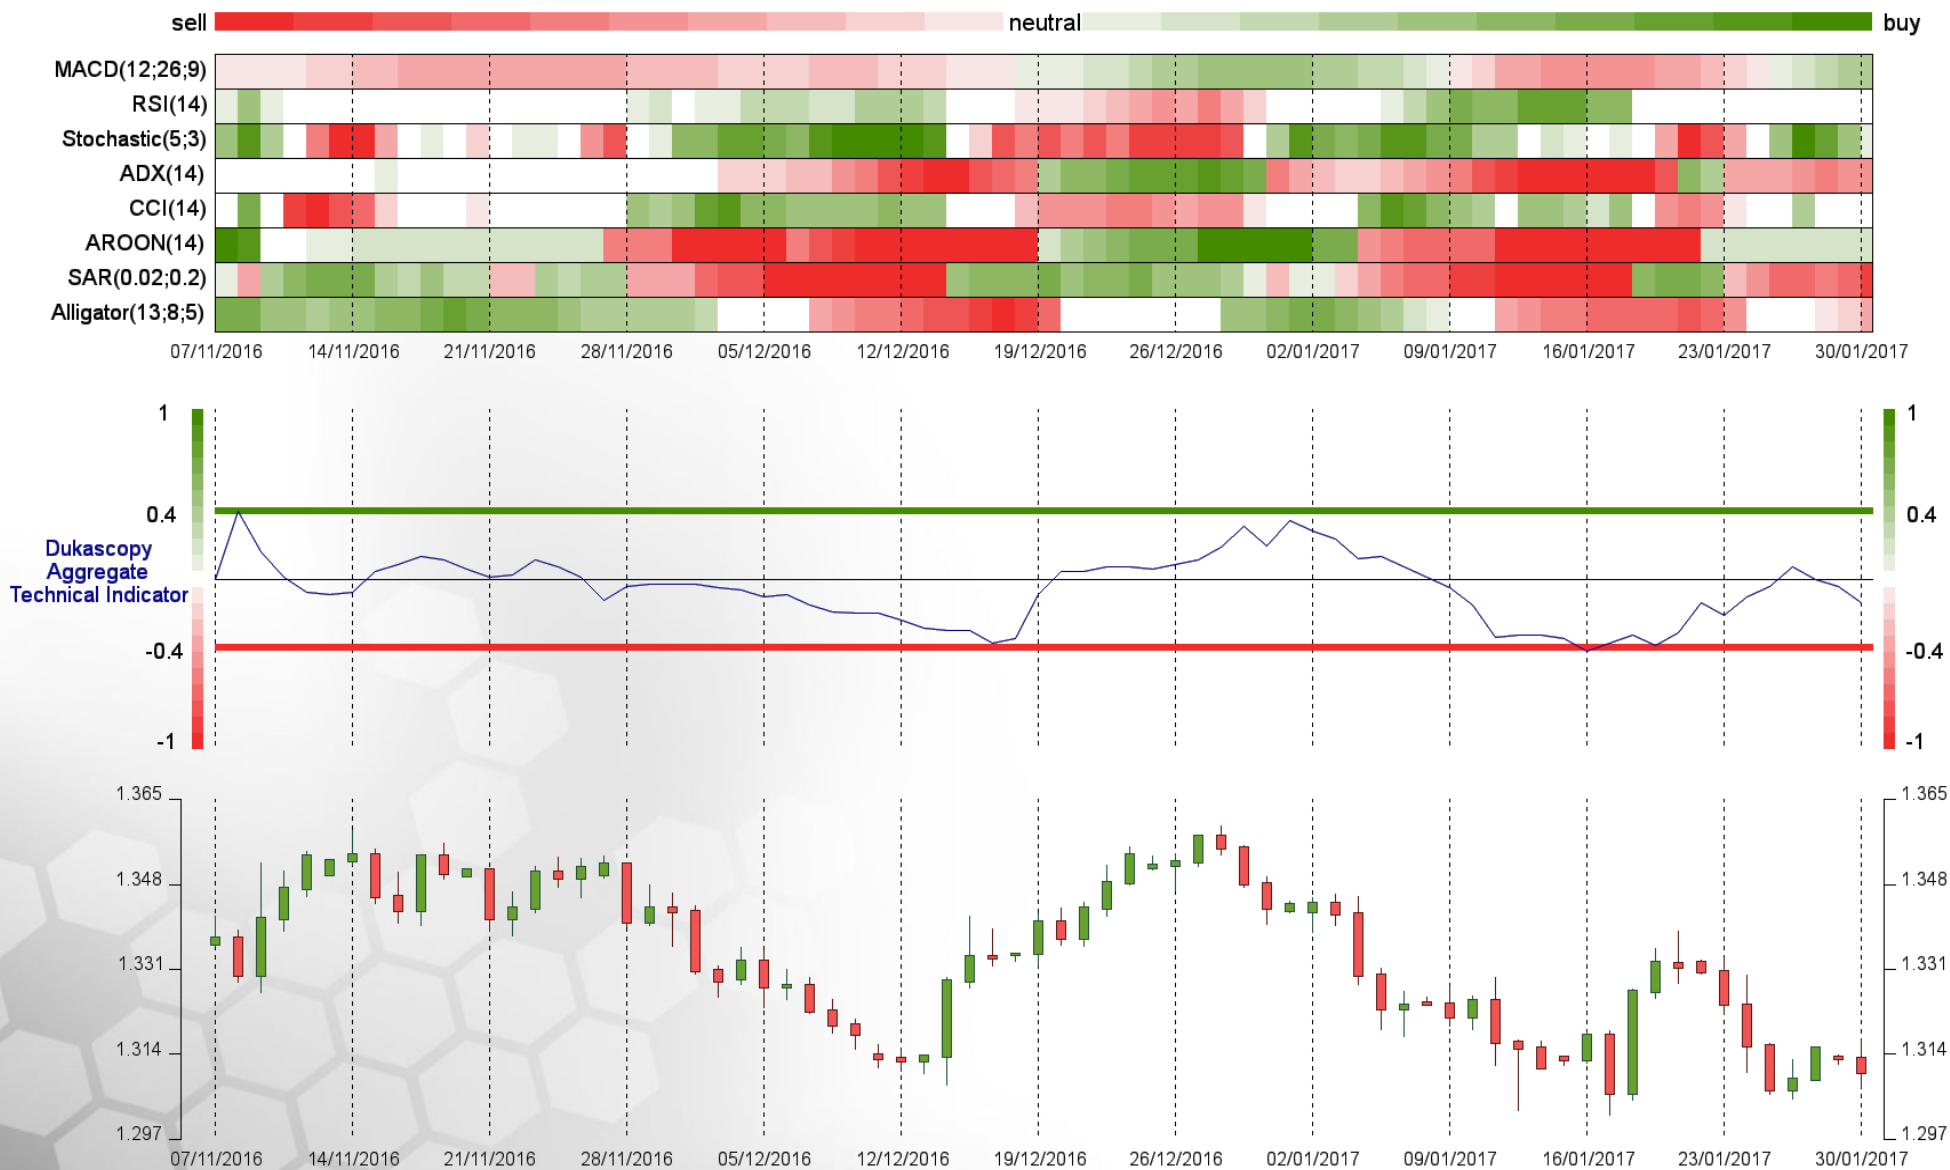 sell neutral buy
MACD(12;26;9)
RSI(14)
Stochastic(5;3)
ADX(14)
CCI(14)
AROON(14)
SAR(0.02;0.2)
Alligator(13;8;5)
07/11/2016 14/11/2016 21/11/2016 28/11/2016 05/12/2016 12/12/2016 19/12/2016 26/12/2016 02/01/2017 09/01/2017 16/01/2017 23/01/2017 30/01/2017
1 1
0.4 0.4
Dukascopy
Aggregate
Technical Indicator
-0.4 -0.4
-1 -1
1.365 1.365
1.348 1.348
1.331 1.331
1.314 1.314
1.297 1.297
07/11/2016 14/11/2016 21/11/2016 28/11/2016 05/12/2016 12/12/2016 19/12/2016 26/12/2016 02/01/2017 09/01/2017 16/01/2017 23/01/2017 30/01/2017